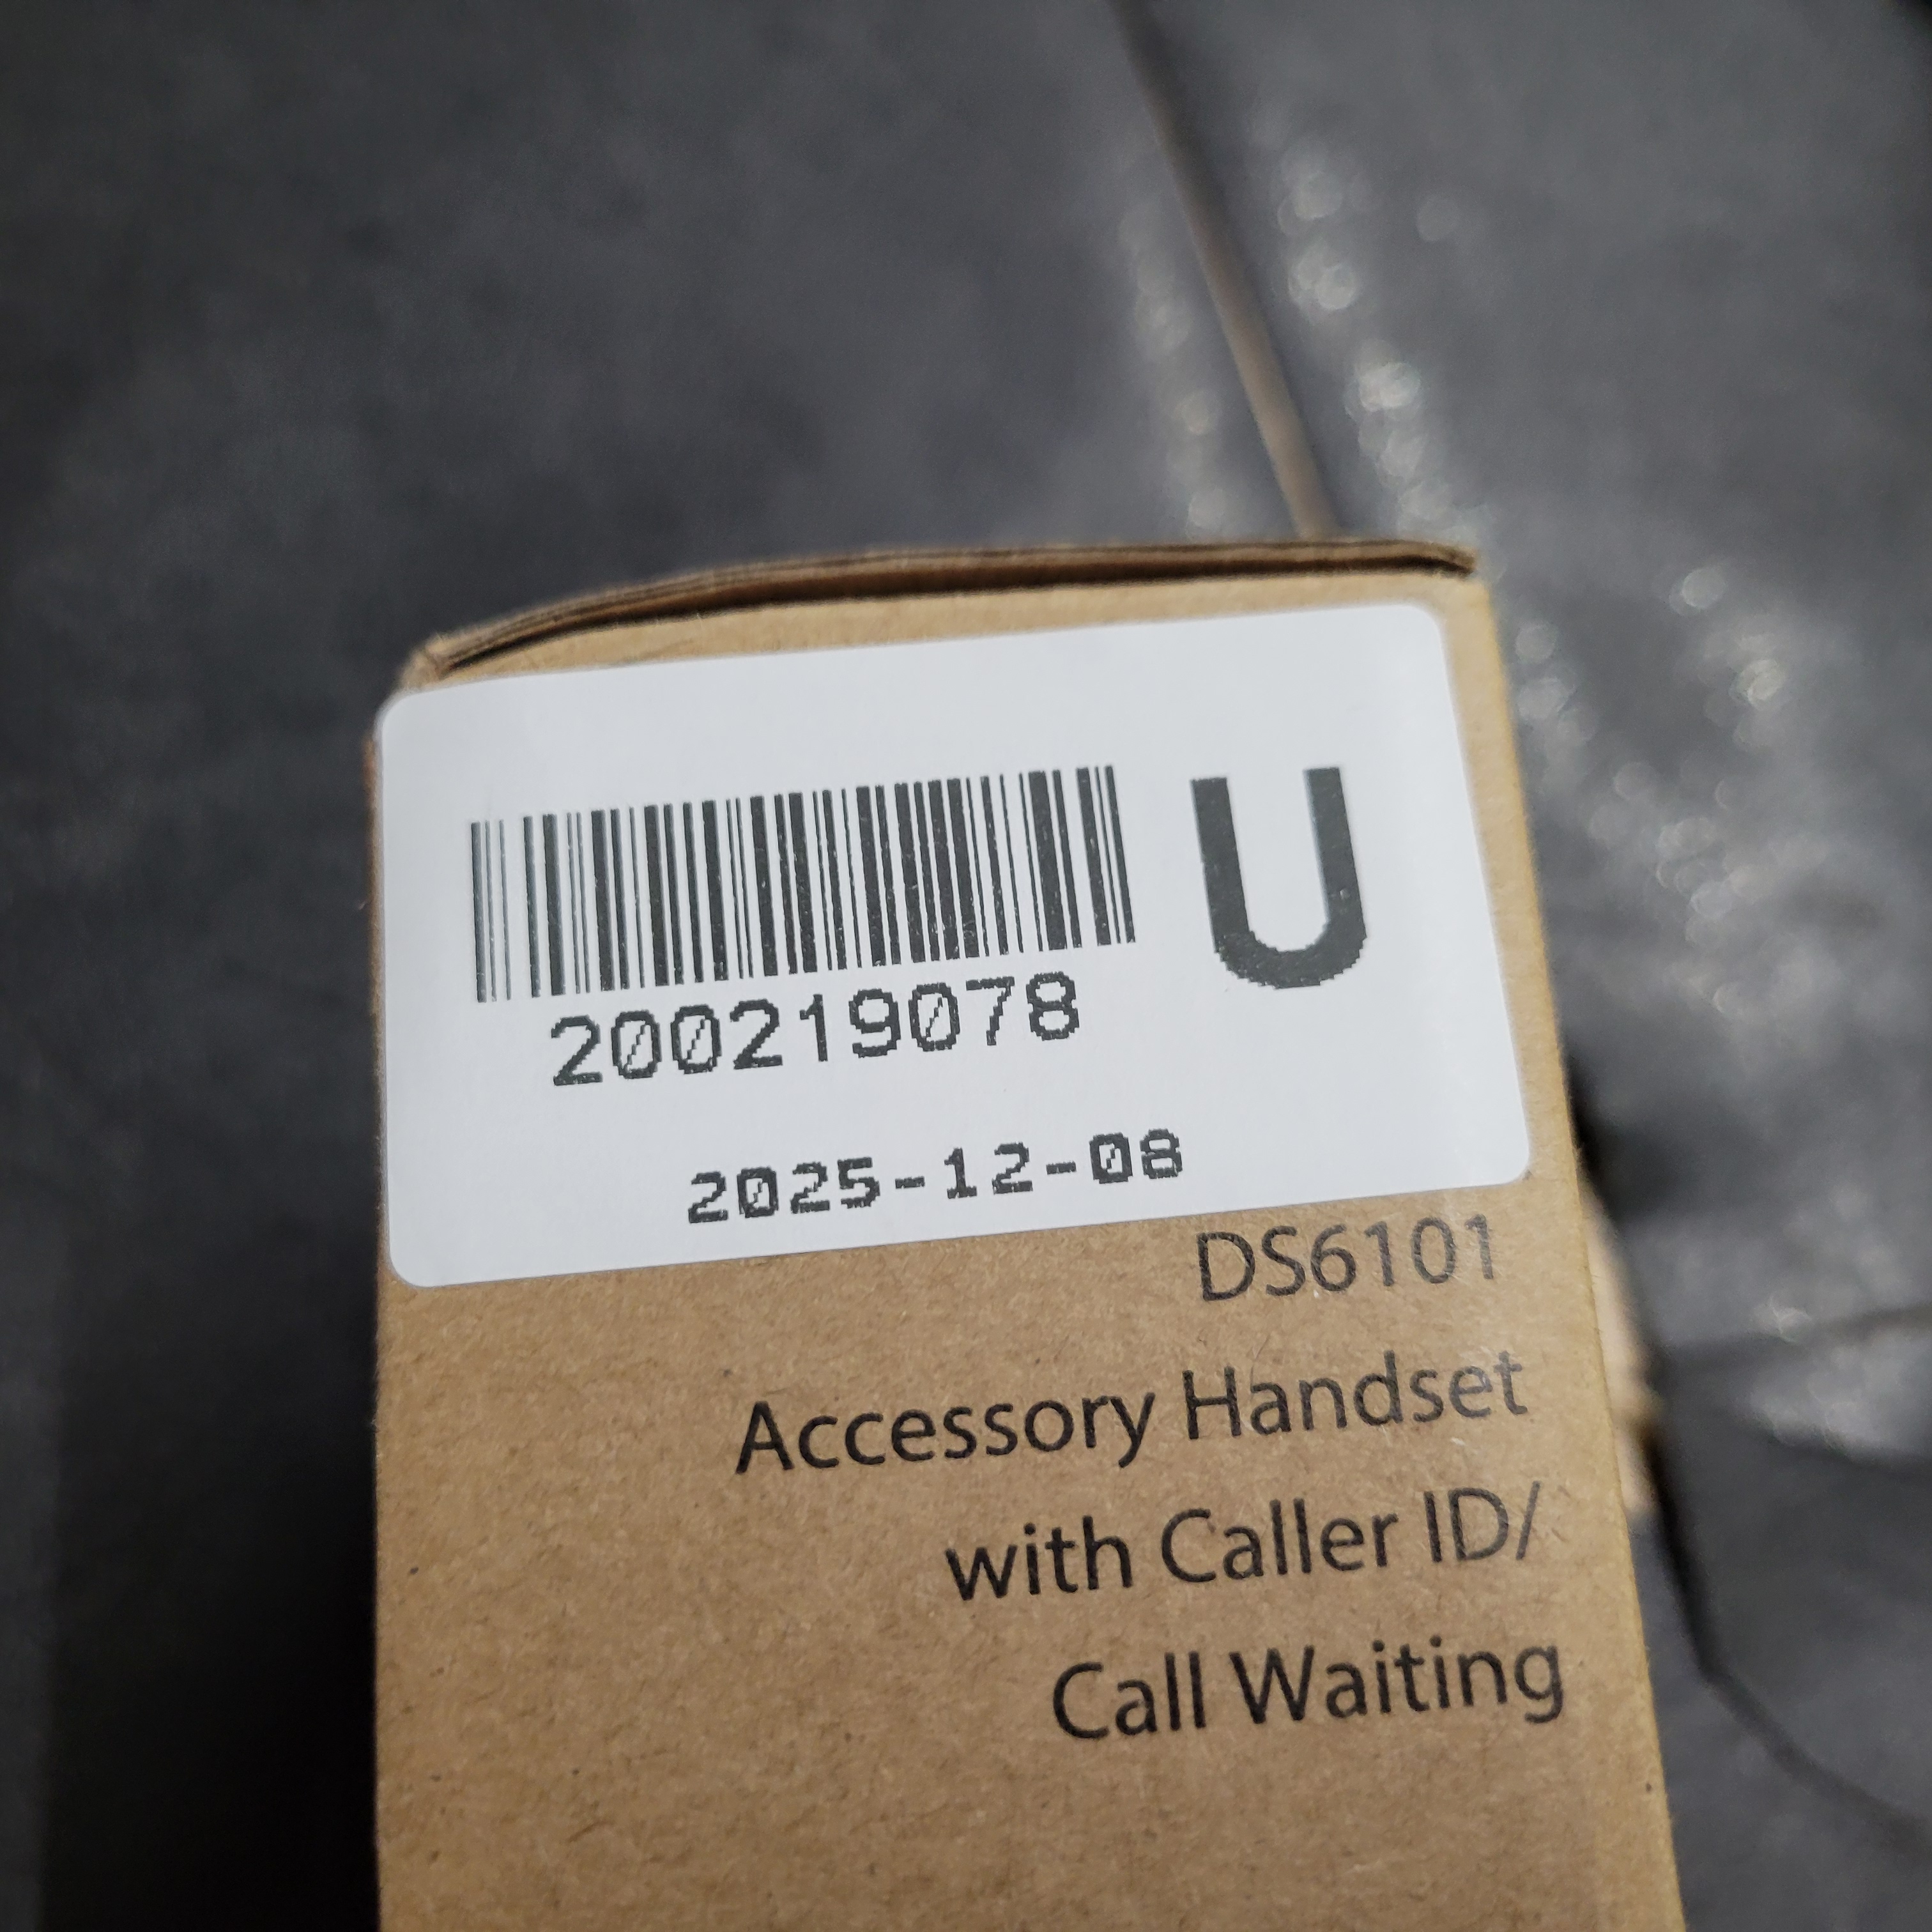 U
200219078
2025-12-08
DS6101
Accessory Handset
with Caller ID/
Call Waiting